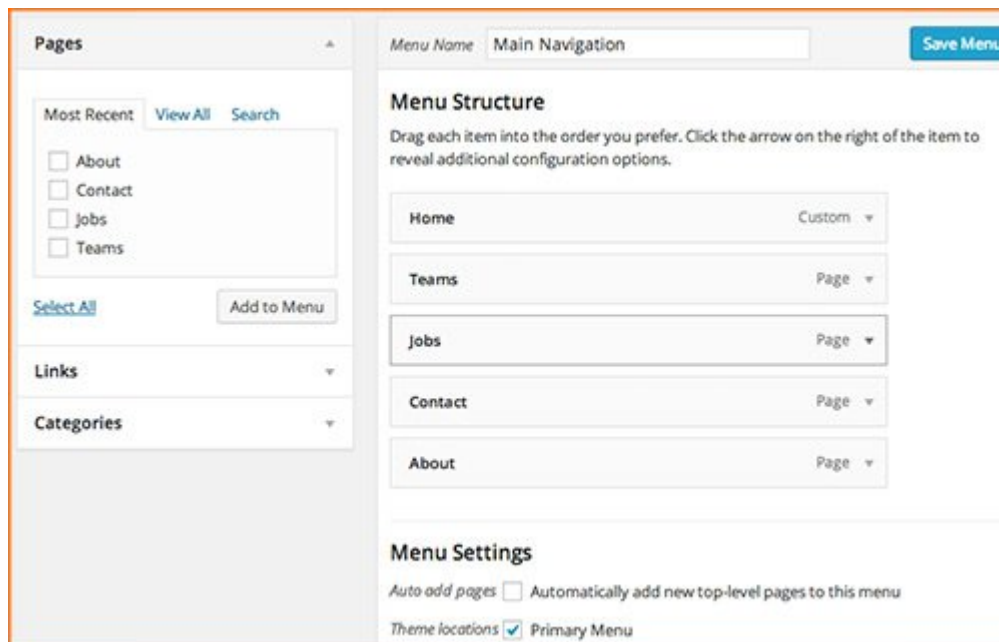 Pages
Most Recent View All Search
About
Contact
Jobs
Teams
Select All Add to Menu
Links
Categories
Menu Name Main Navigation Save Menu
Menu Structure
Drag each item into the order you prefer. Click the arrow on the right of the item to
reveal additional configuration options.
Home Custom
Teams Page
Jobs Page
Contact Page
About Page
Menu Settings
Auto add pages Automatically add new top-level pages to this menu
Theme locations Primary Menu